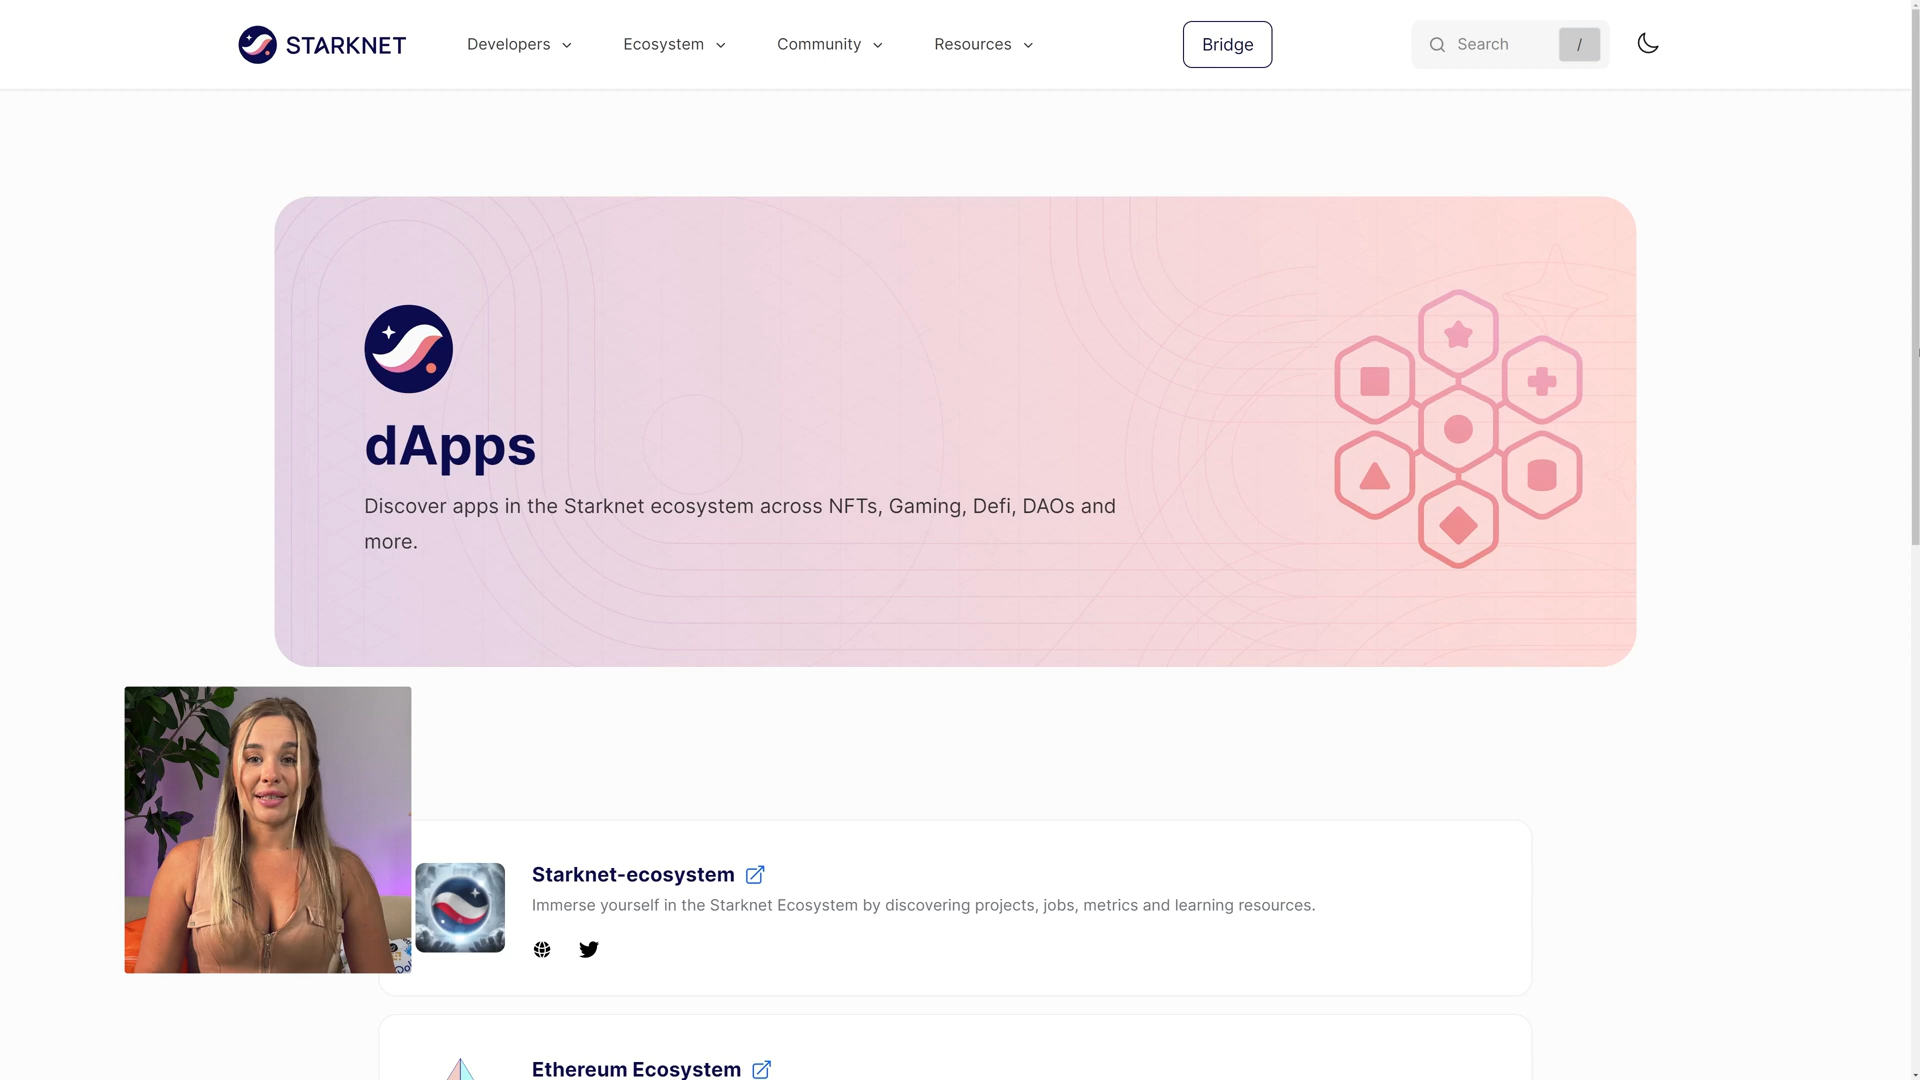 STARKNET
Developers
Ecosystem
Community
Resources
Bridge
Search
/
dApps
Discover apps in the Starknet ecosystem across NFTs, Gaming, Defi, DAOs and
more.
Starknet-ecosystem
Immerse yourself in the Starknet Ecosystem by discovering projects, jobs, metrics and learning resources.
Ethereum Ecosystem